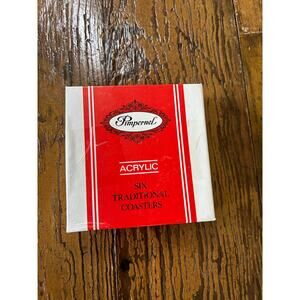 Pimpernel
ACRYLIC
SIX
TRADITIONAL
COASTERS